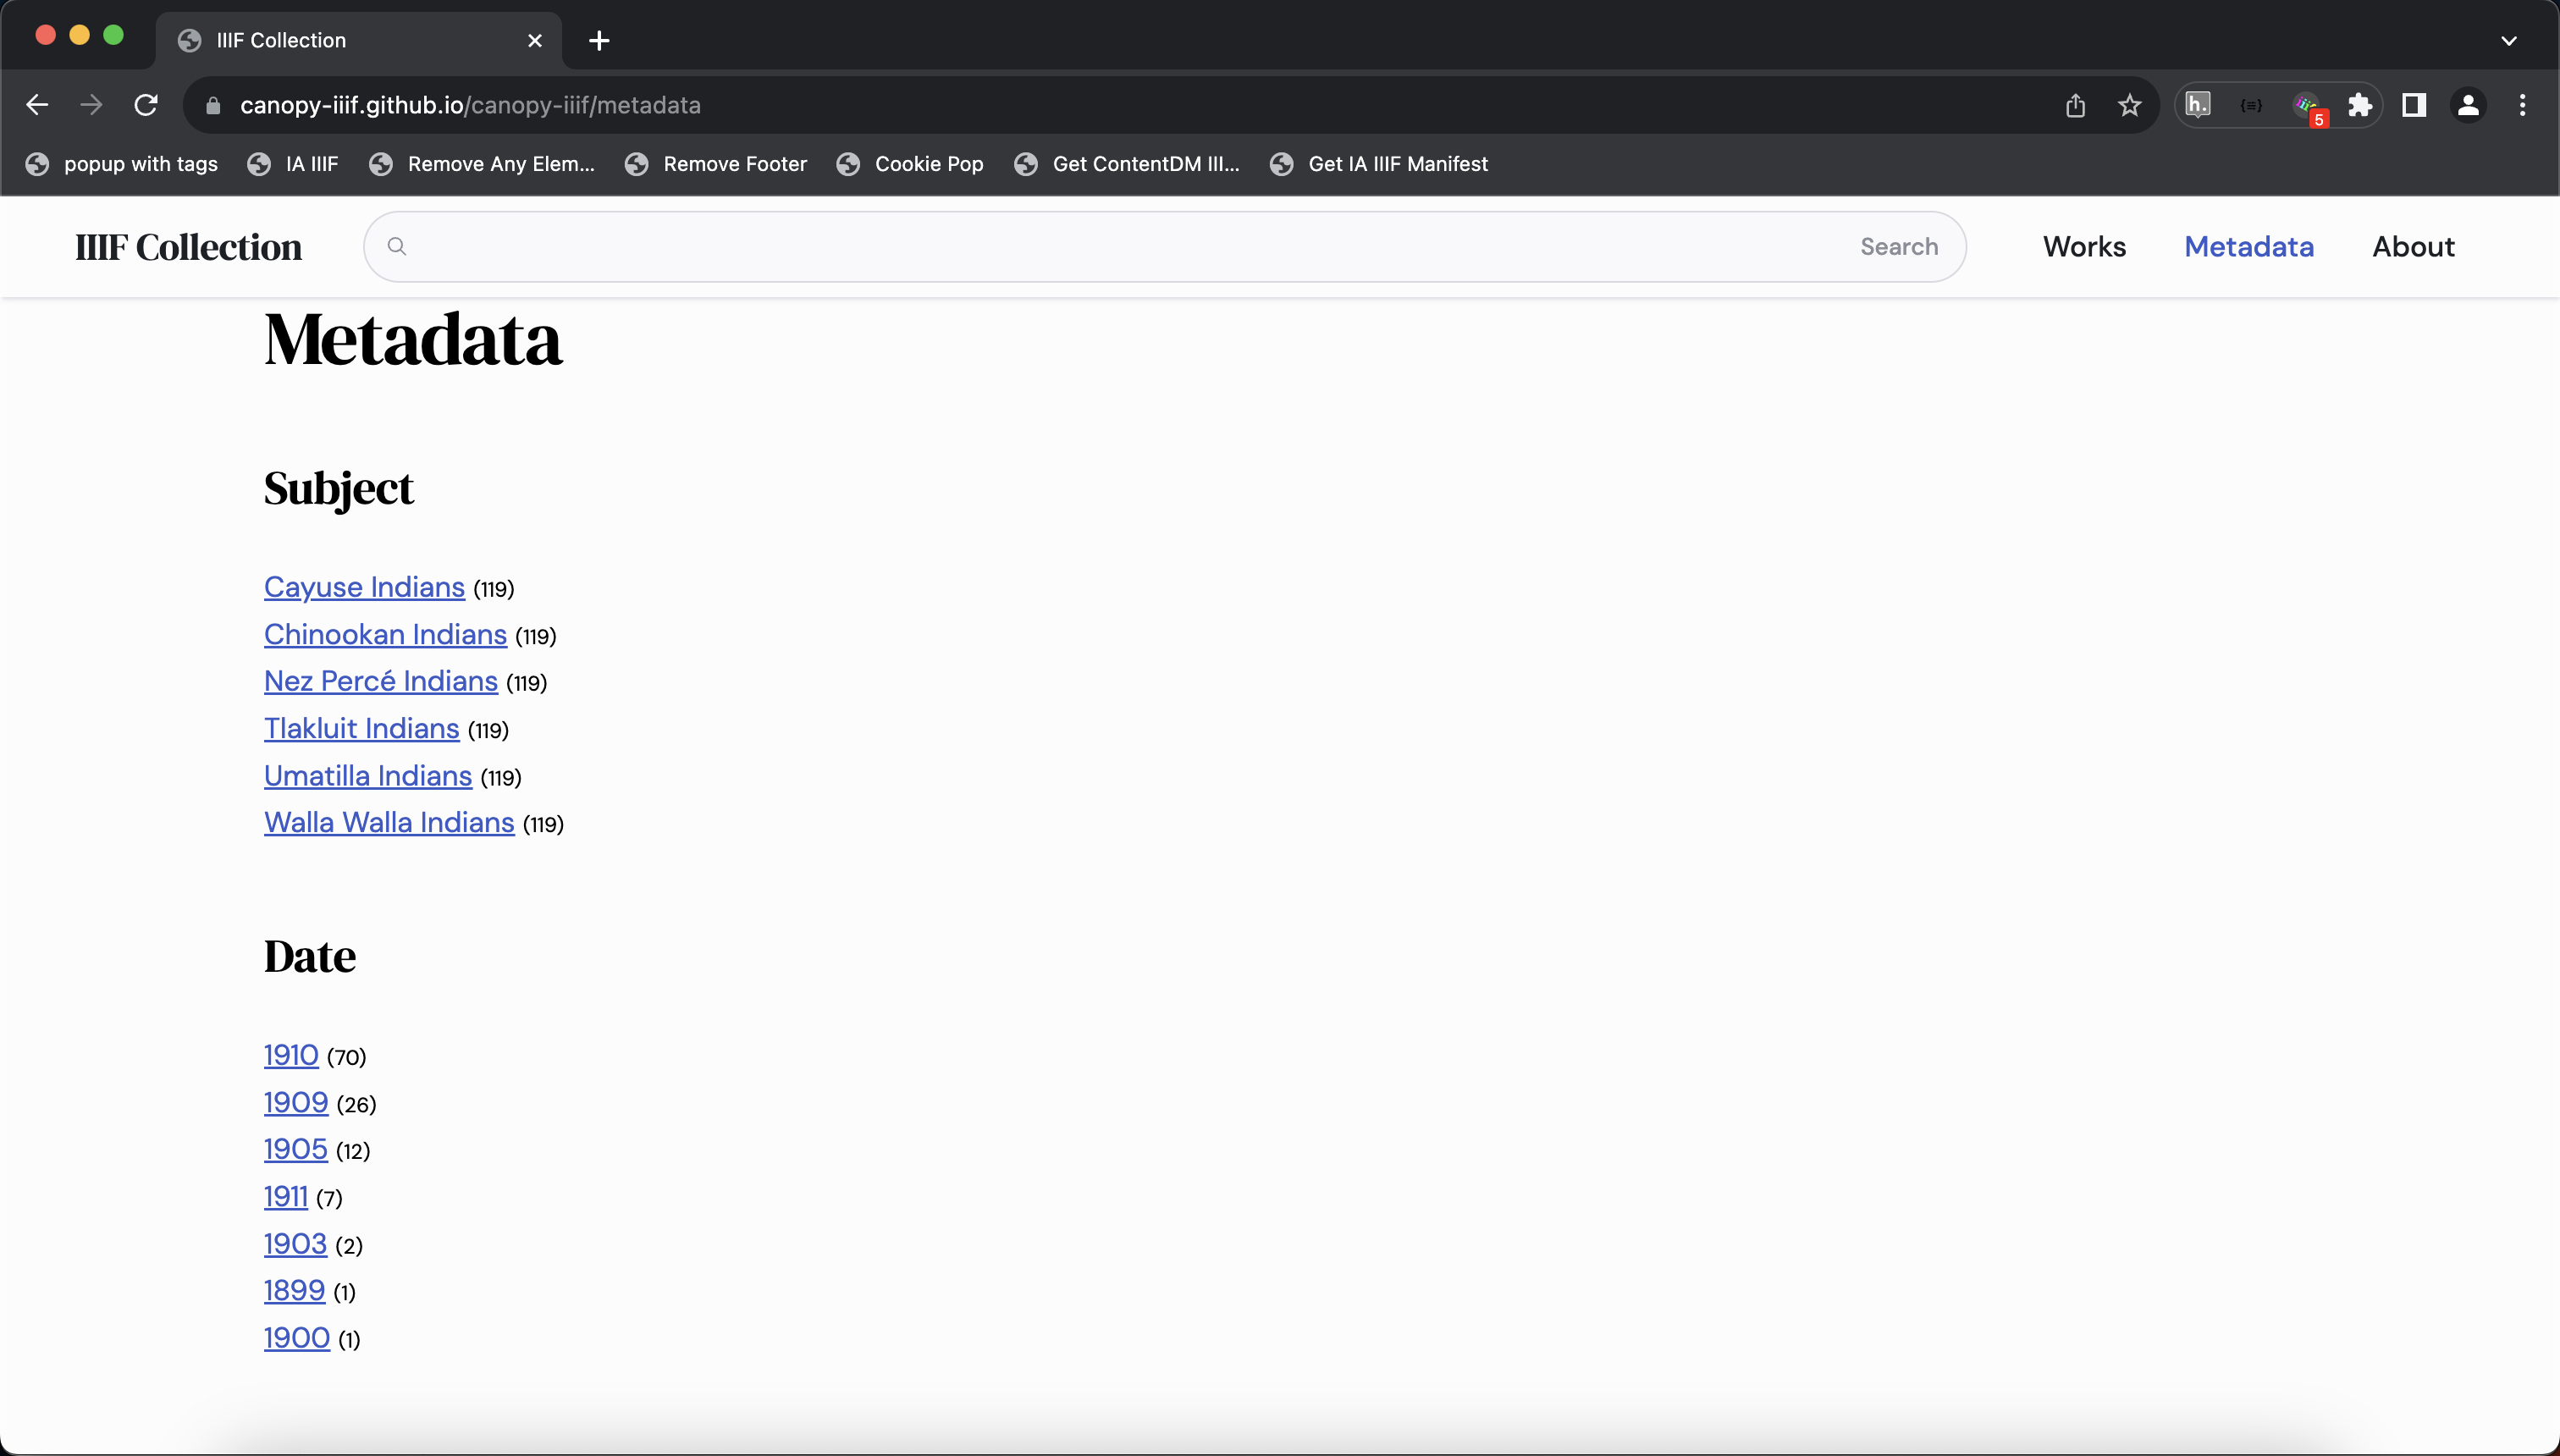 IIIF Collection
canopy-iiif.github.io/canopy-iiif/metadata
h. {≡} 5
popup with tags IA IIIF Remove Any Elem... Remove Footer Cookie Pop Get ContentDM III... Get IA IIIF Manifest
IIIF Collection Search Works Metadata About
Metadata
Subject
Cayuse Indians (119)
Chinookan Indians (119)
Nez Percé Indians (119)
Tlakluit Indians (119)
Umatilla Indians (119)
Walla Walla Indians (119)
Date
1910 (70)
1909 (26)
1905 (12)
1911 (7)
1903 (2)
1899 (1)
1900 (1)